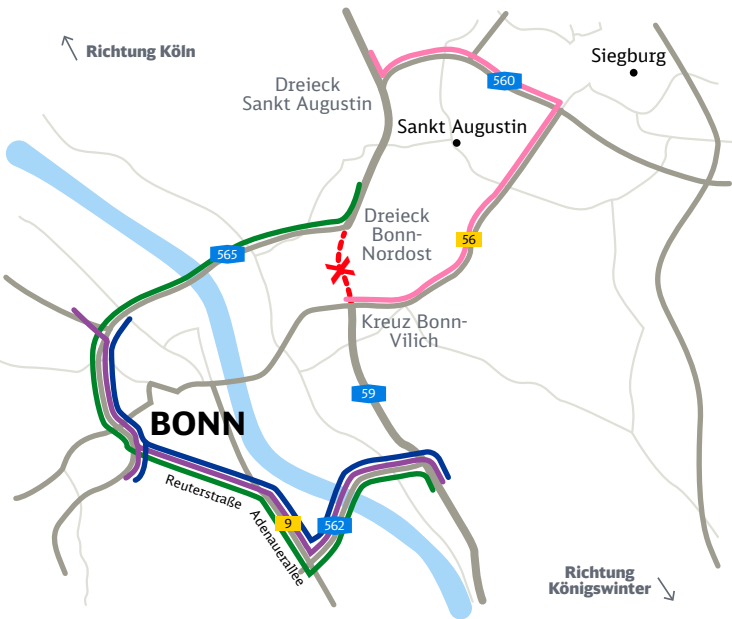 Richtung Köln
Siegburg
Dreieck
Sankt Augustin
560
Sankt Augustin
Dreieck
Bonn-
Nordost
56
565
Kreuz Bonn-
Vilich
59
BONN
Reuterstraße
Adenauerallee
9
562
Richtung
Königswinter